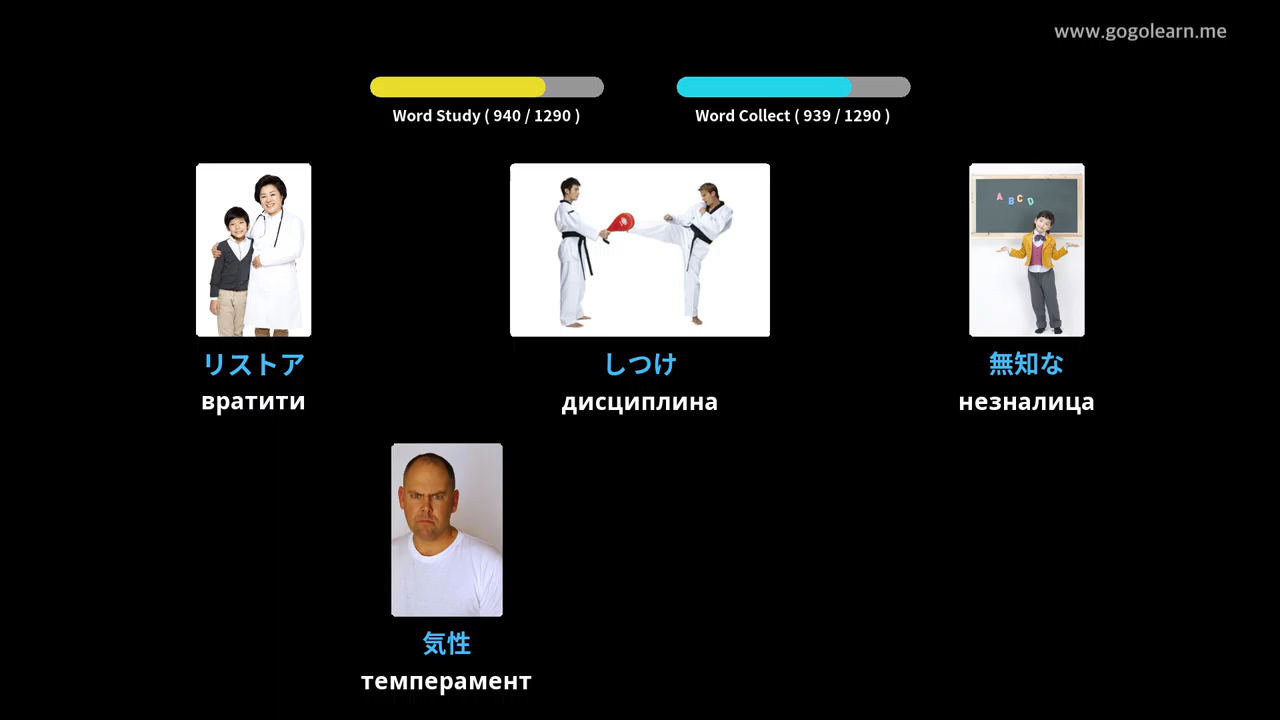 www.gogolearn.me
Word Study ( 940 / 1290 )
Word Collect ( 939 / 1290 )
A B C D
リストア
вратити
しつけ
дисциплина
無知な
незналица
気性
темперамент